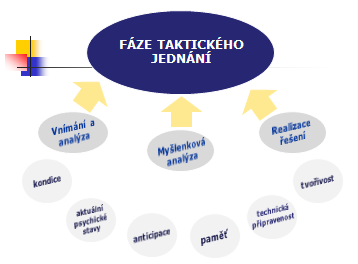 FÁZE TAKTICKÉHO
JEDNÁNÍ
Vnímání a
analýza
Myšlenková
analýza
Realizace
řešení
kondice
aktuální
psychické
stavy
anticipace
paměť
technická
připravenost
tvořivost